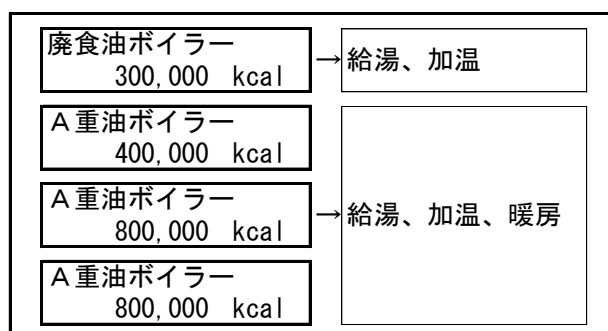 廃食油ボイラー
300,000 kcal
→給湯、加温
A重油ボイラー
400,000 kcal
A重油ボイラー
800,000 kcal
→給湯、加温、暖房
A重油ボイラー
800,000 kcal